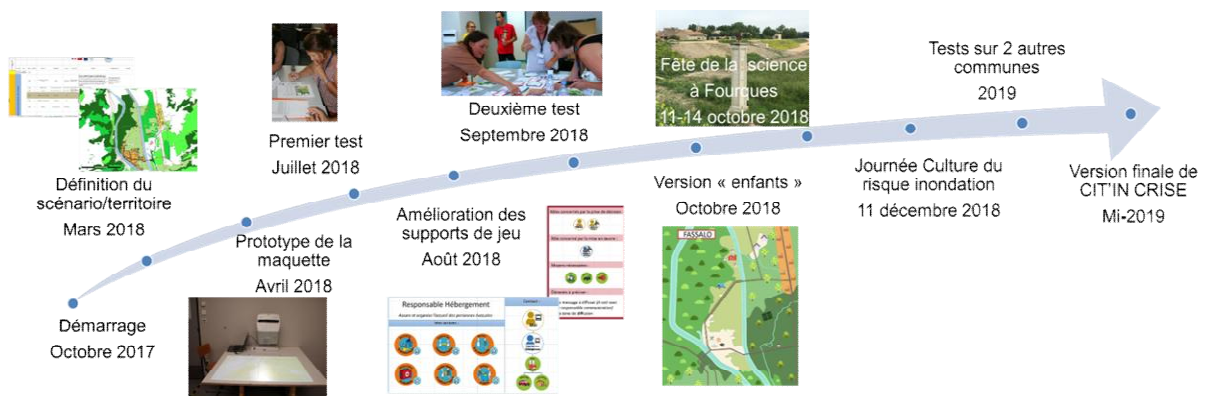 Démarrage
Octobre 2017
Définition du
scénario/territoire
Mars 2018
Prototype de la
maquette
Avril 2018
Premier test
Juillet 2018
Amélioration des
supports de jeu
Août 2018
Responsable Hébergement
Deuxième test
Septembre 2018
Version « enfants »
Octobre 2018
FASSALO
Fête de la science
à Fourques
11-14 octobre 2018
Journée Culture du
risque inondation
11 décembre 2018
Tests sur 2 autres
communes
2019
Version finale de
CIT'IN CRISE
Mi-2019